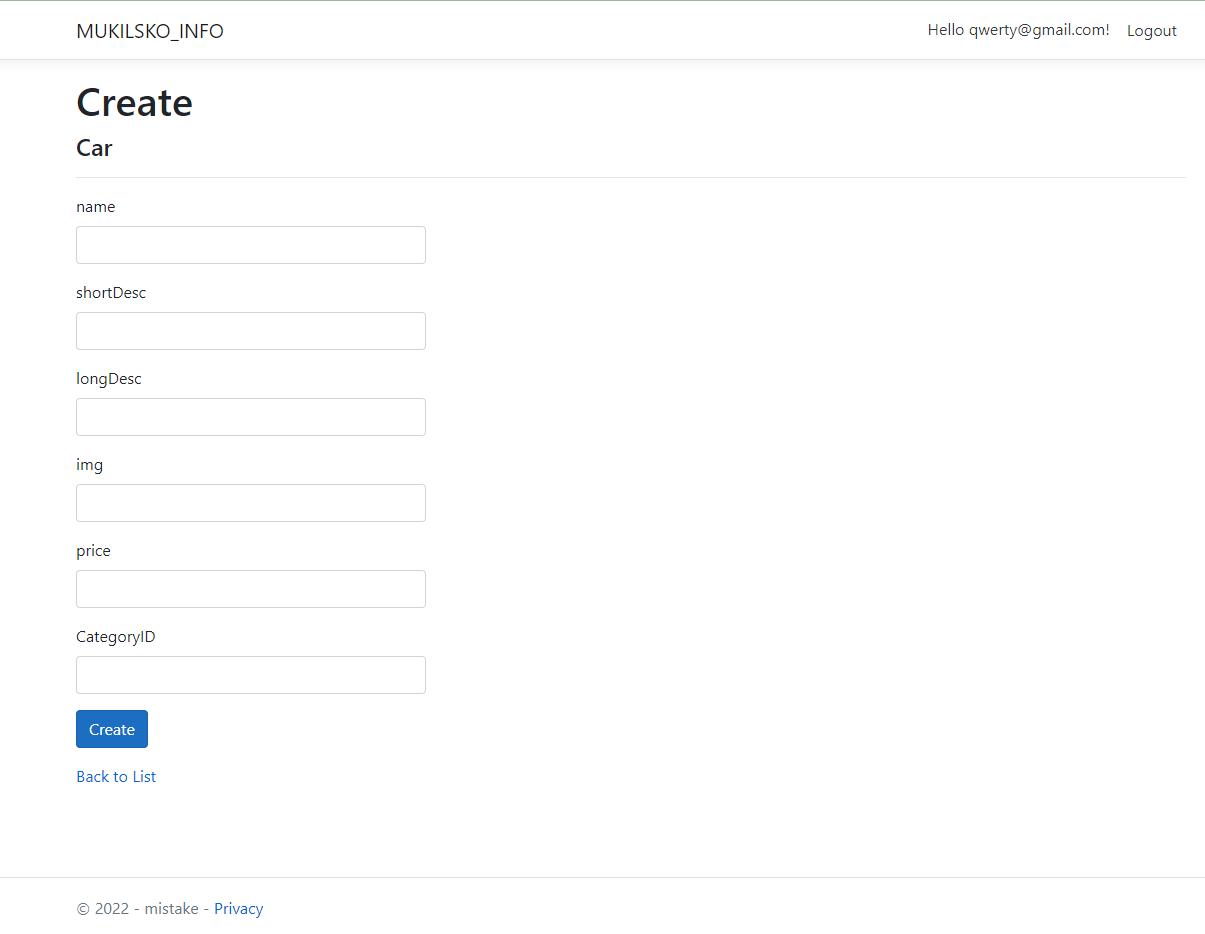 MUKILSKO_INFO
Hello qwerty@gmail.com! Logout
Create
Car
name
shortDesc
longDesc
img
price
CategoryID
Create
Back to List
© 2022 - mistake - Privacy